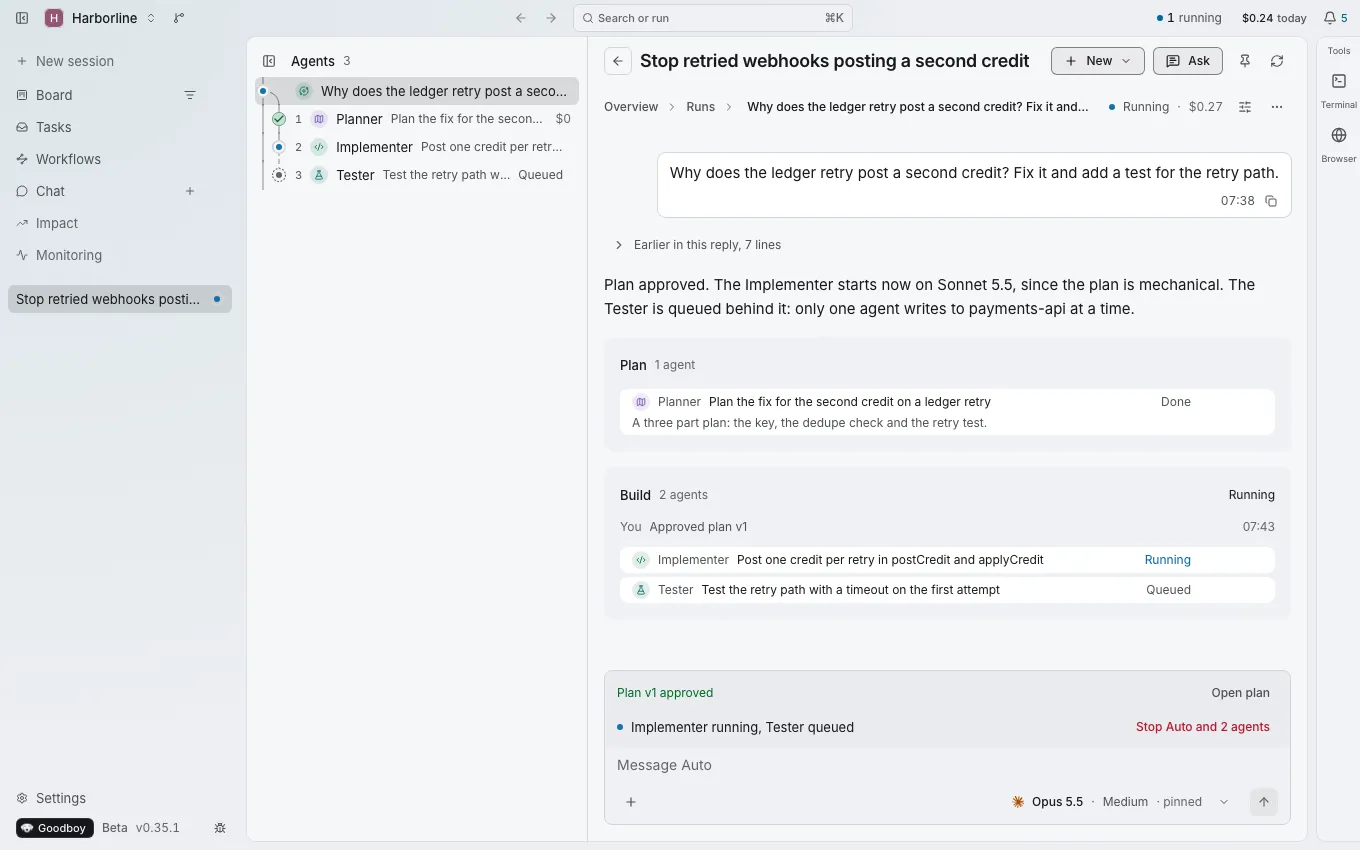 H Harborline
Search or run ⌘K
1 running $0.24 today 5
New session
Board
Tasks
Workflows
Chat
Impact
Monitoring
Stop retried webhooks posti...
Settings
Goodboy Beta v0.35.1
Agents 3
Why does the ledger retry post a seco...
1 Planner Plan the fix for the secon... $0
2 Implementer Post one credit per retr...
3 Tester Test the retry path w... Queued
Stop retried webhooks posting a second credit
New Ask
Overview Runs Why does the ledger retry post a second credit? Fix it and... Running · $0.27
Why does the ledger retry post a second credit? Fix it and add a test for the retry path.
07:38
Earlier in this reply, 7 lines
Plan approved. The Implementer starts now on Sonnet 5.5, since the plan is mechanical. The
Tester is queued behind it: only one agent writes to payments-api at a time.
Plan 1 agent
Planner Plan the fix for the second credit on a ledger retry Done
A three part plan: the key, the dedupe check and the retry test.
Build 2 agents Running
You Approved plan v1 07:43
Implementer Post one credit per retry in postCredit and applyCredit Running
Tester Test the retry path with a timeout on the first attempt Queued
Plan v1 approved Open plan
Implementer running, Tester queued Stop Auto and 2 agents
Message Auto
Opus 5.5 · Medium · pinned
Tools
Terminal
Browser